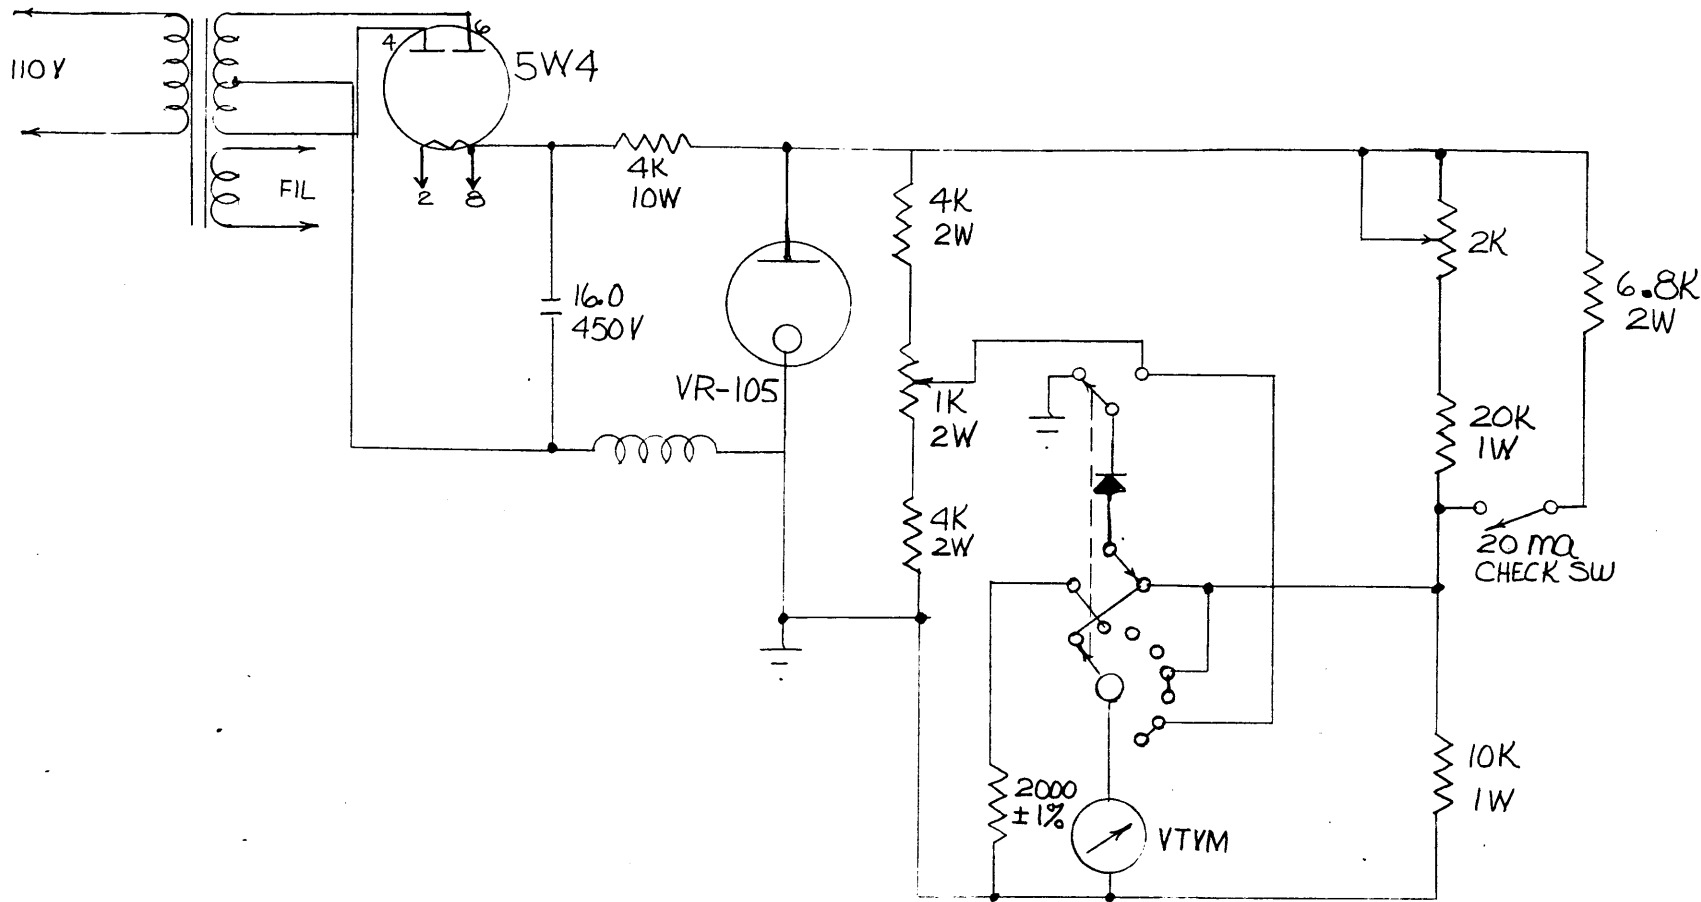 110V
4
6
5W4
FIL
2
8
4K
10W
16.0
450V
VR-105
4K
2W
1K
2W
4K
2W
2K
6.8K
2W
20K
1W
20 ma
CHECK SW
2000
±1%
VTVM
10K
1W